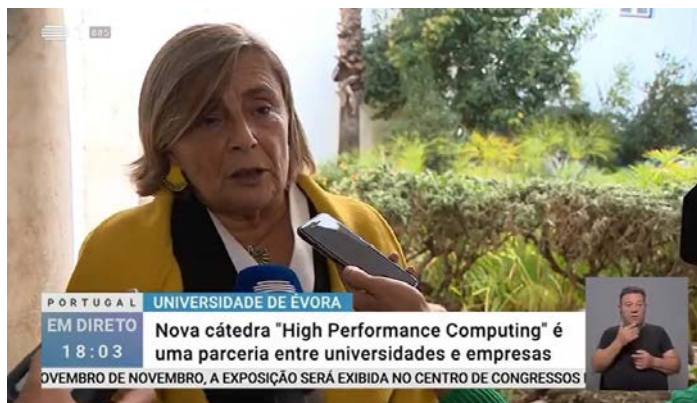 885
PORTUGAL
UNIVERSIDADE DE ÉVORA
EM DIRETO
18:03
Nova cátedra "High Performance Computing" é
uma parceria entre universidades e empresas
OVEMBRO DE NOVEMBRO, A EXPOSIÇÃO SERÁ EXIBIDA NO CENTRO DE CONGRESSOS